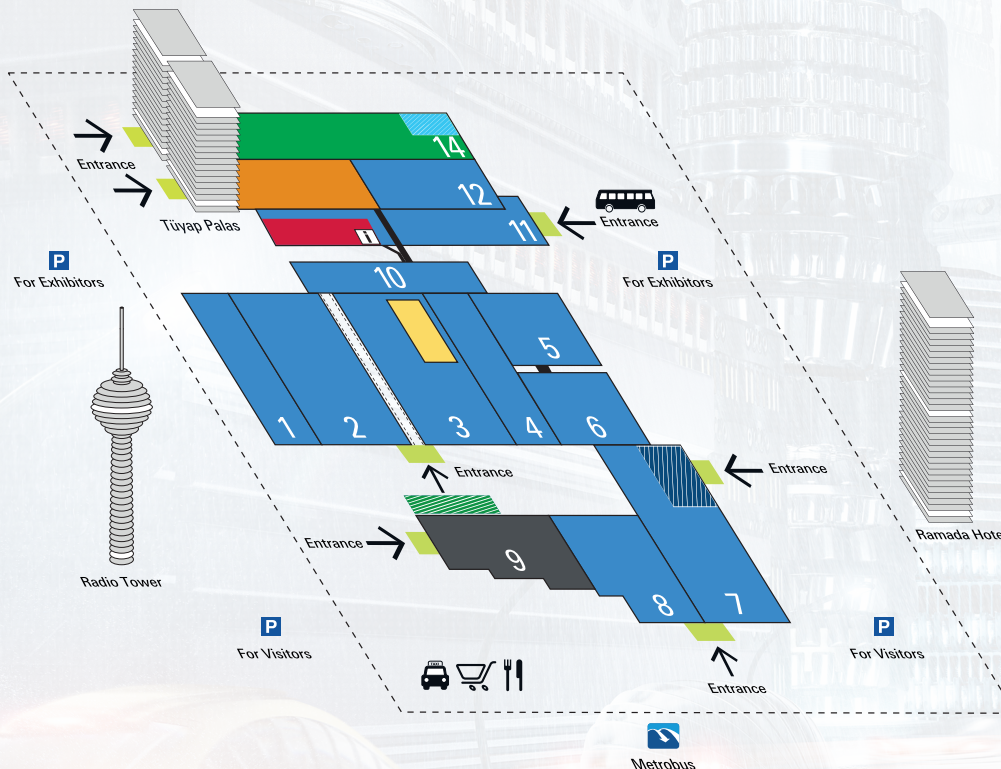 14
Entrance
12
Tüyap Palas
11
Entrance
i
P
For Exhibitors
P
For Exhibitors
10
5
1
2
3
4
6
Entrance
Entrance
Entrance
9
Ramada Hote
Radio Tower
8
7
P
For Visitors
P
For Visitors
TAXI
Entrance
Metrobus